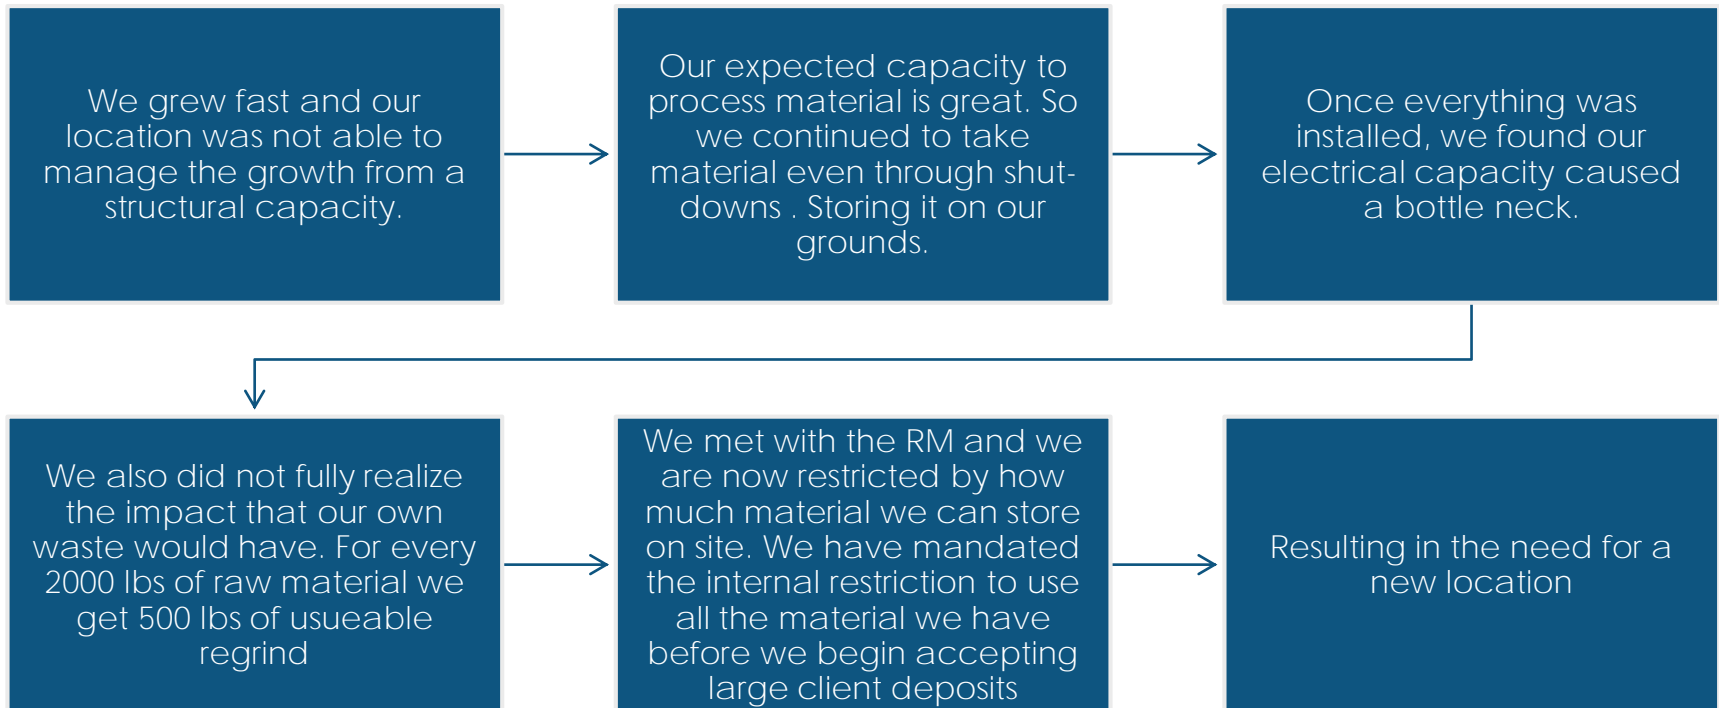 We grew fast and our
location was not able to
manage the growth from a
structural capacity.
Our expected capacity to
process material is great. So
we continued to take
material even through shut-
downs . Storing it on our
grounds.
Once everything was
installed, we found our
electrical capacity caused
a bottle neck.
We also did not fully realize
the impact that our own
waste would have. For every
2000 lbs of raw material we
get 500 lbs of usueable
regrind
We met with the RM and we
are now restricted by how
much material we can store
on site. We have mandated
the internal restriction to use
all the material we have
before we begin accepting
large client deposits
Resulting in the need for a
new location